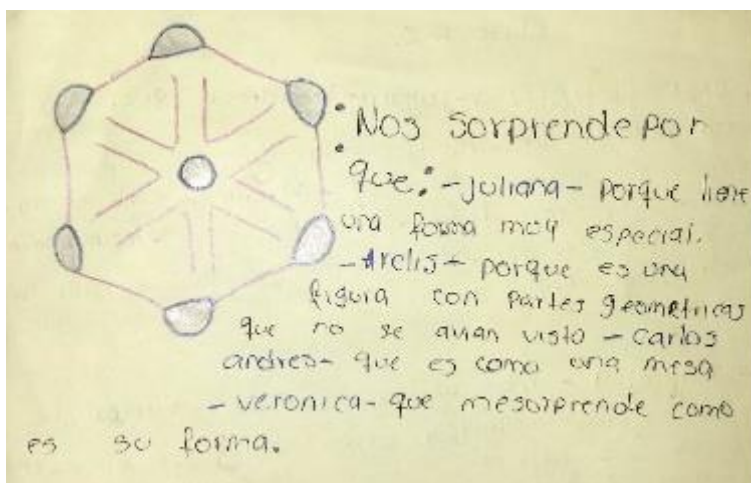 Nos sorprende por
que: - juliana - porque tiene
una forma muy especial.
- Arelis - porque es una
figura con partes geometricas
que no se avian visto - carlos
andres - que es como una mesa
- veronica - que mesorprende como
es su forma.